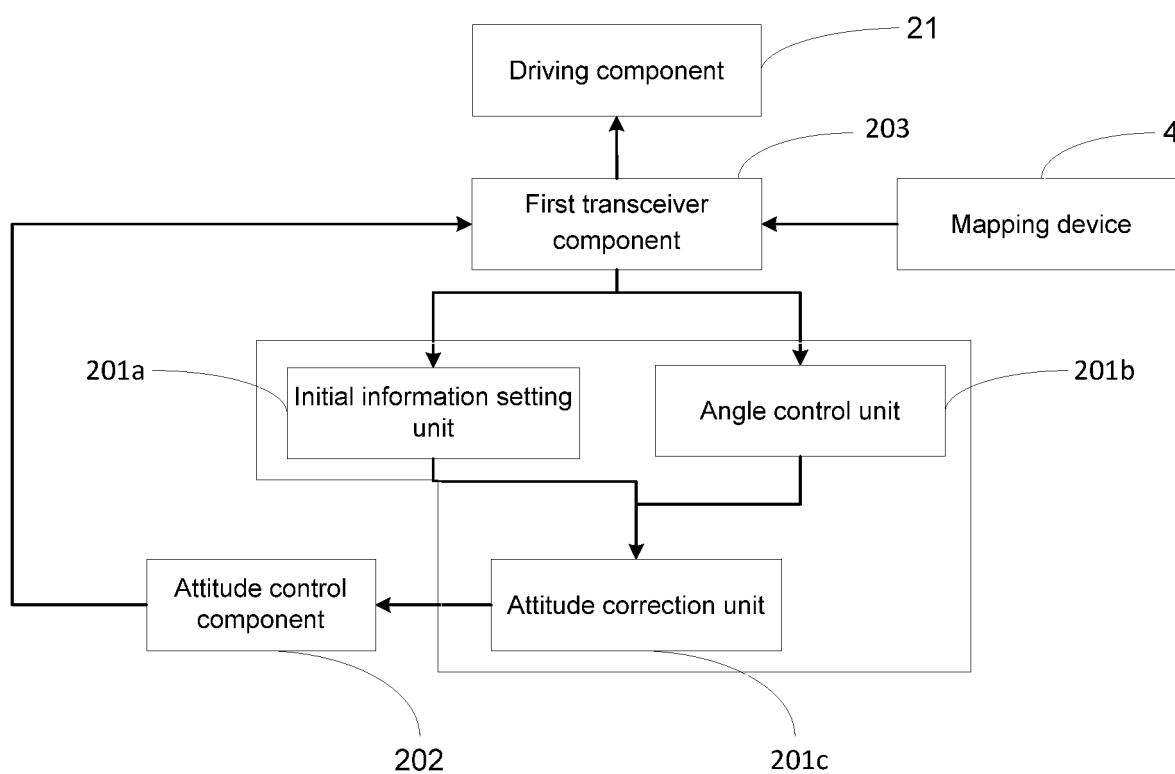 21
Driving component
203
4
First transceiver
component
Mapping device
201a
Initial information setting
unit
Angle control unit
201b
Attitude control
component
Attitude correction unit
202
201c